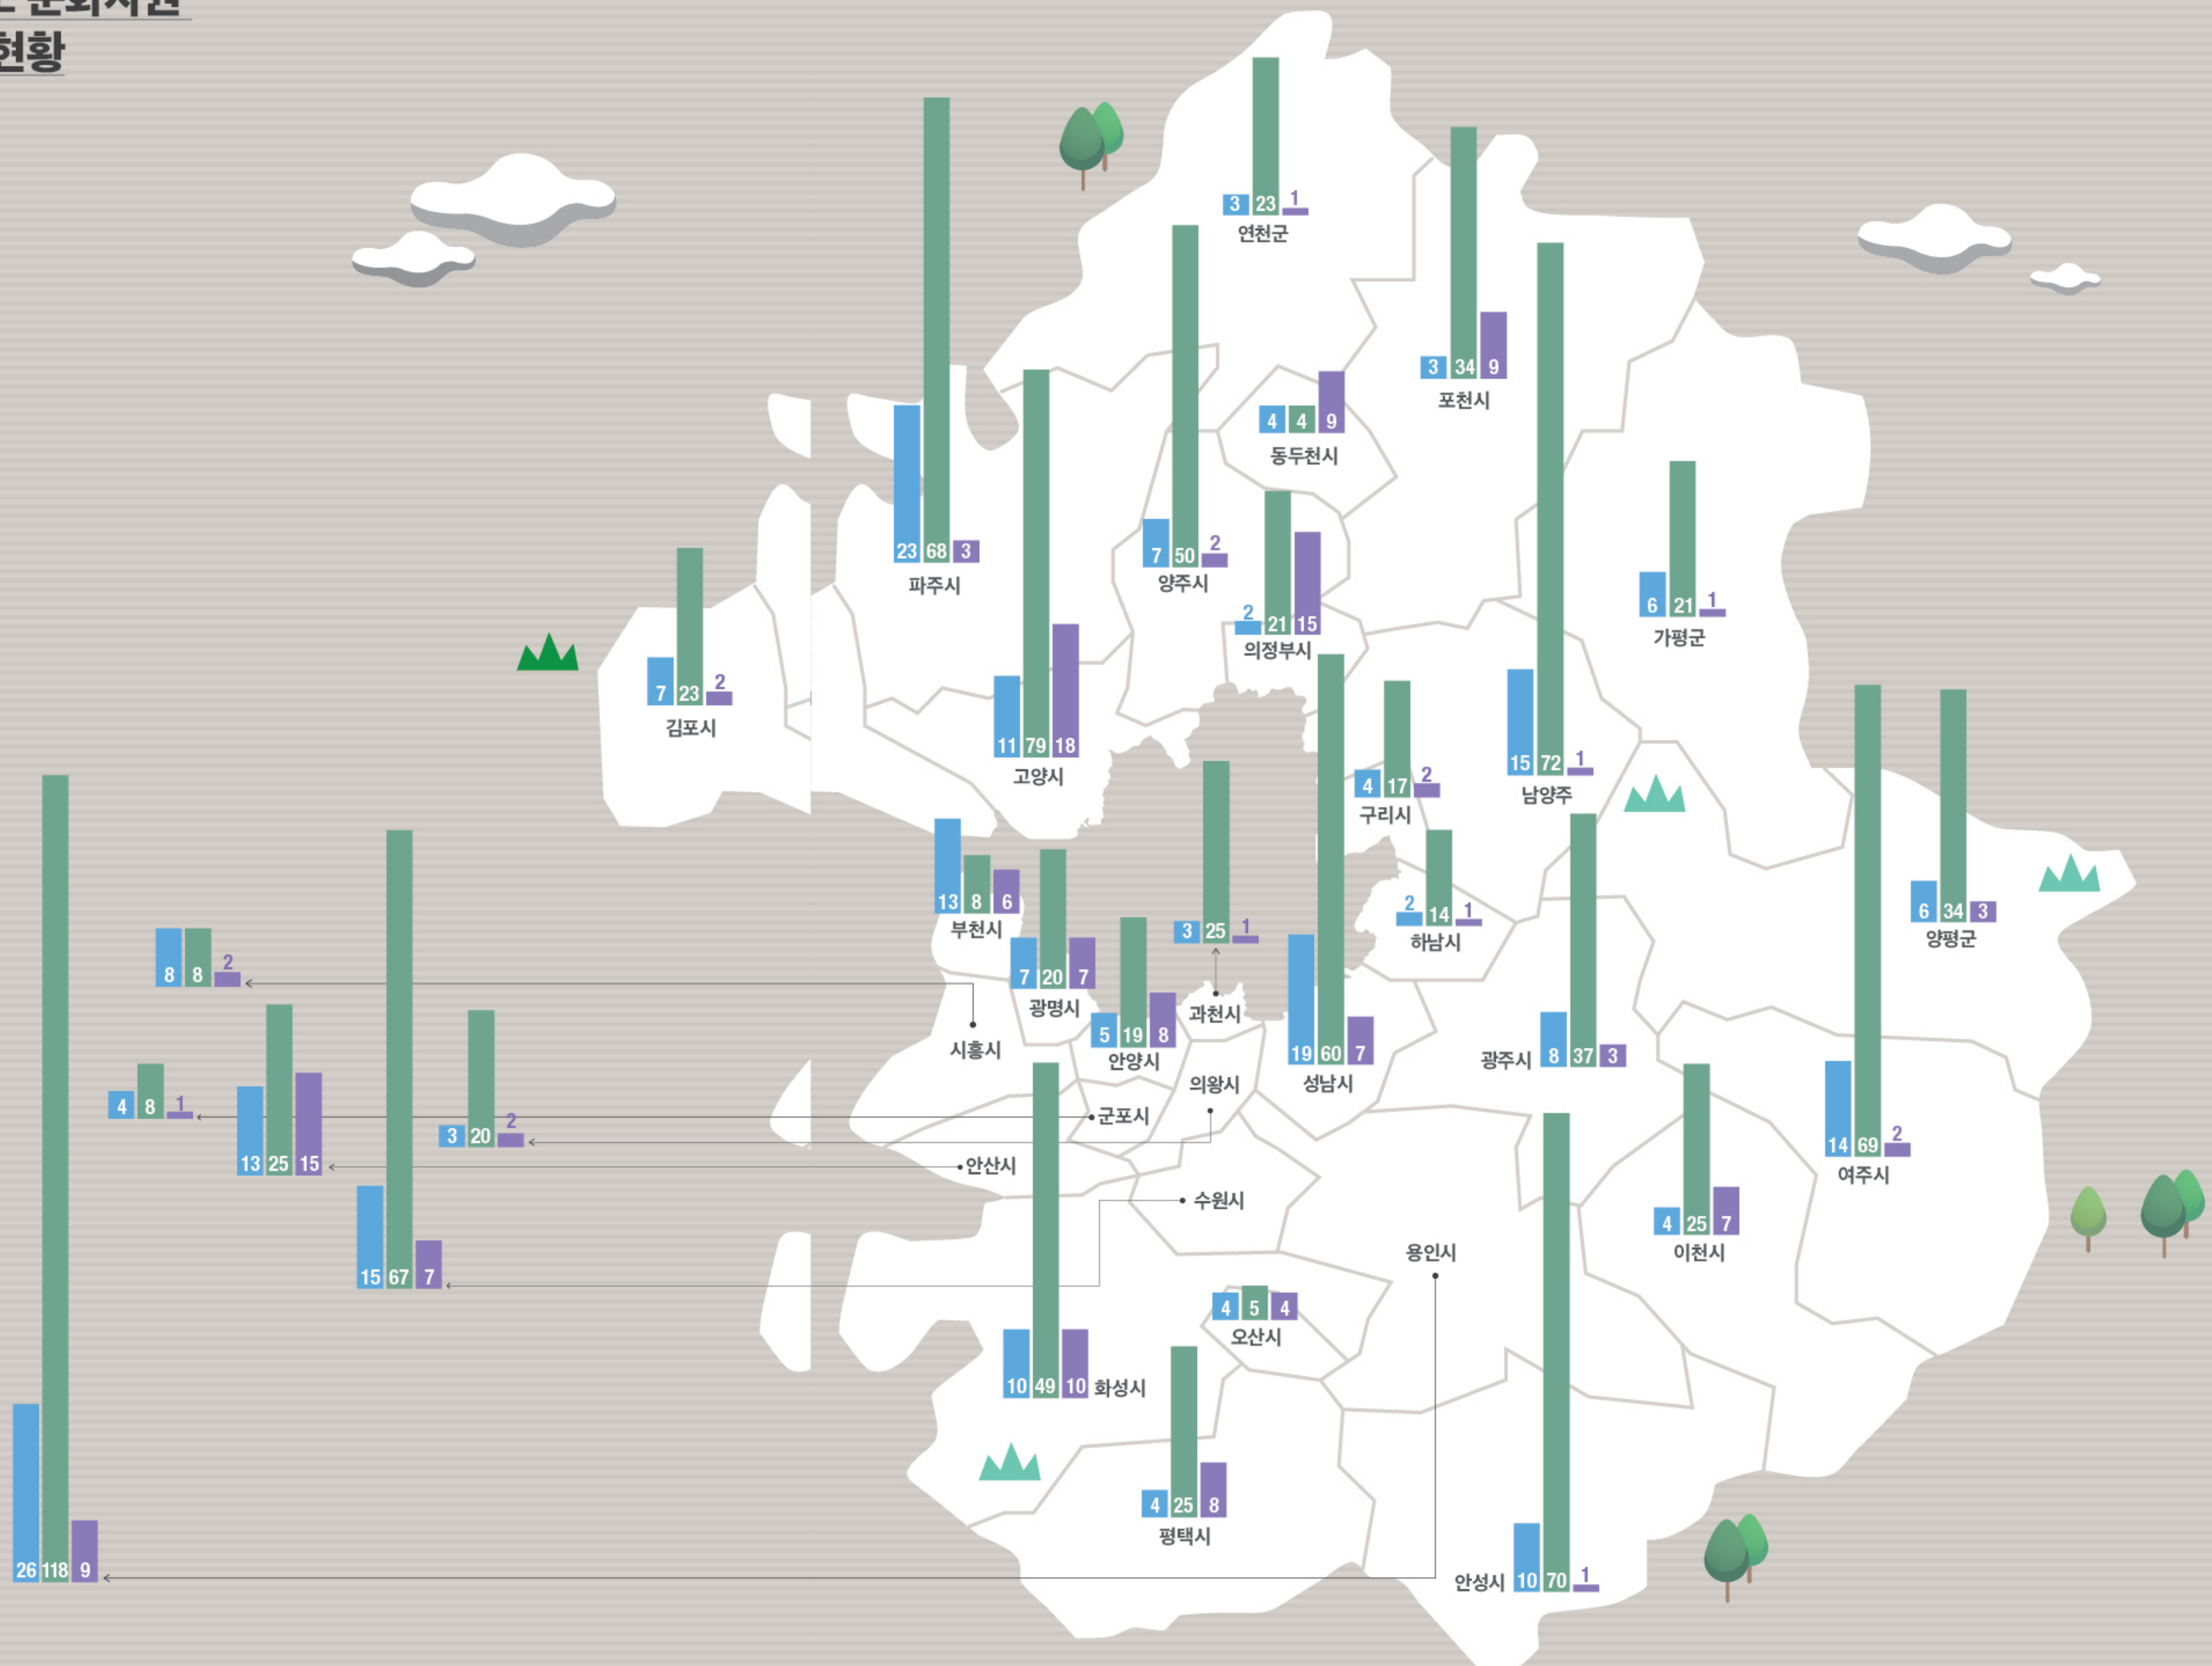 문화자원
현황
3 23 1
연천군
3 34 9
포천시
4 4 9
동두천시
23 68 3
파주시
7 50 2
양주시
2 21 15
의정부시
6 21 1
가평군
7 23 2
김포시
11 79 18
고양시
4 17 2
구리시
15 72 1
남양주
13 8 6
부천시
3 25 1
과천시
2 14 1
하남시
6 34 3
양평군
7 20 7
광명시
8 8 2
시흥시
5 19 8
안양시
19 60 7
성남시
광주시 8 37 3
의왕시
4 8 1
군포시
3 20 2
13 25 15
안산시
14 69 2
여주시
수원시
15 67 7
4 25 7
이천시
용인시
4 5 4
오산시
10 49 10 화성시
4 25 8
평택시
26 118 9
안성시 10 70 1